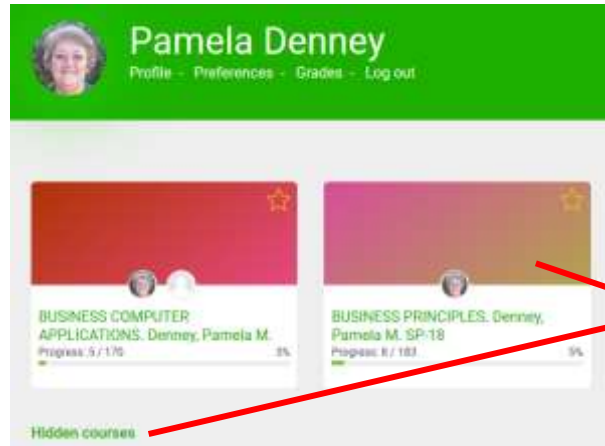 Pamela Denney
Profile - Preferences - Grades - Log out
BUSINESS COMPUTER
APPLICATIONS. Denney, Pamela M.
Progress: 5 / 170 3%
BUSINESS PRINCIPLES. Denney,
Pamela M. SP-18
Progress: 8 / 183 5%
Hidden courses